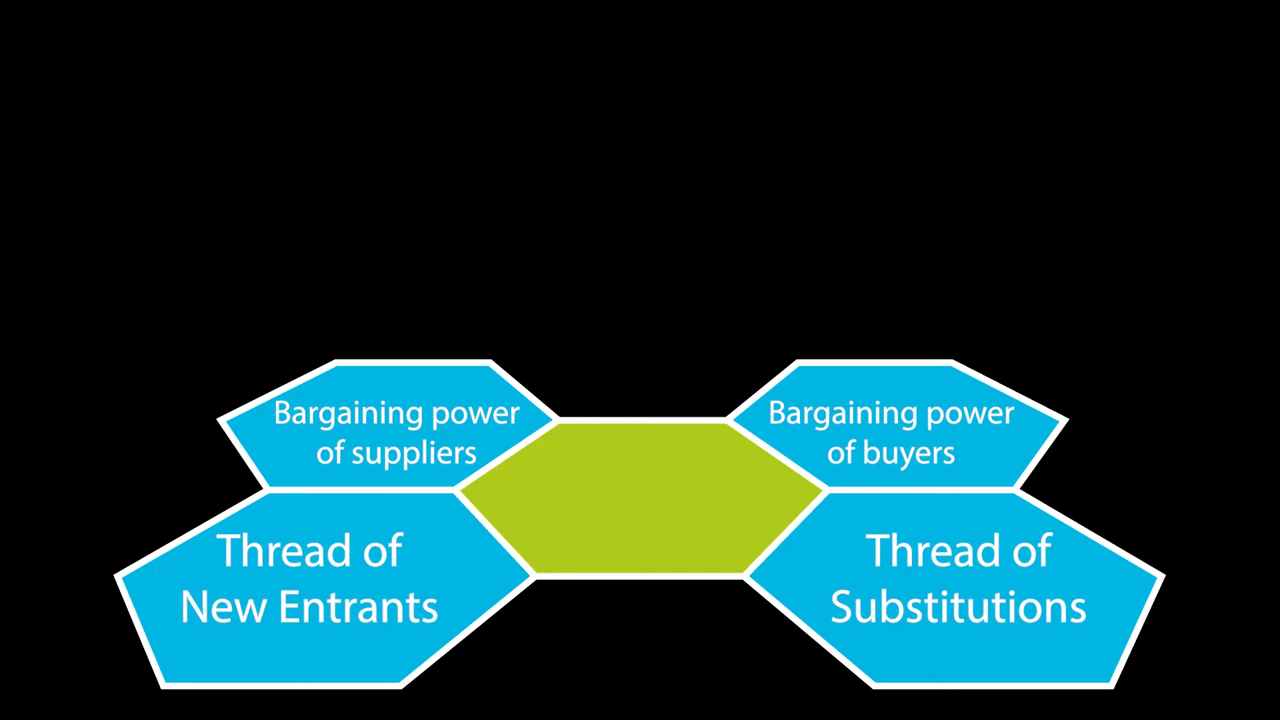 Bargaining power
of suppliers
Bargaining power
of buyers
Thread of
New Entrants
Thread of
Substitutions